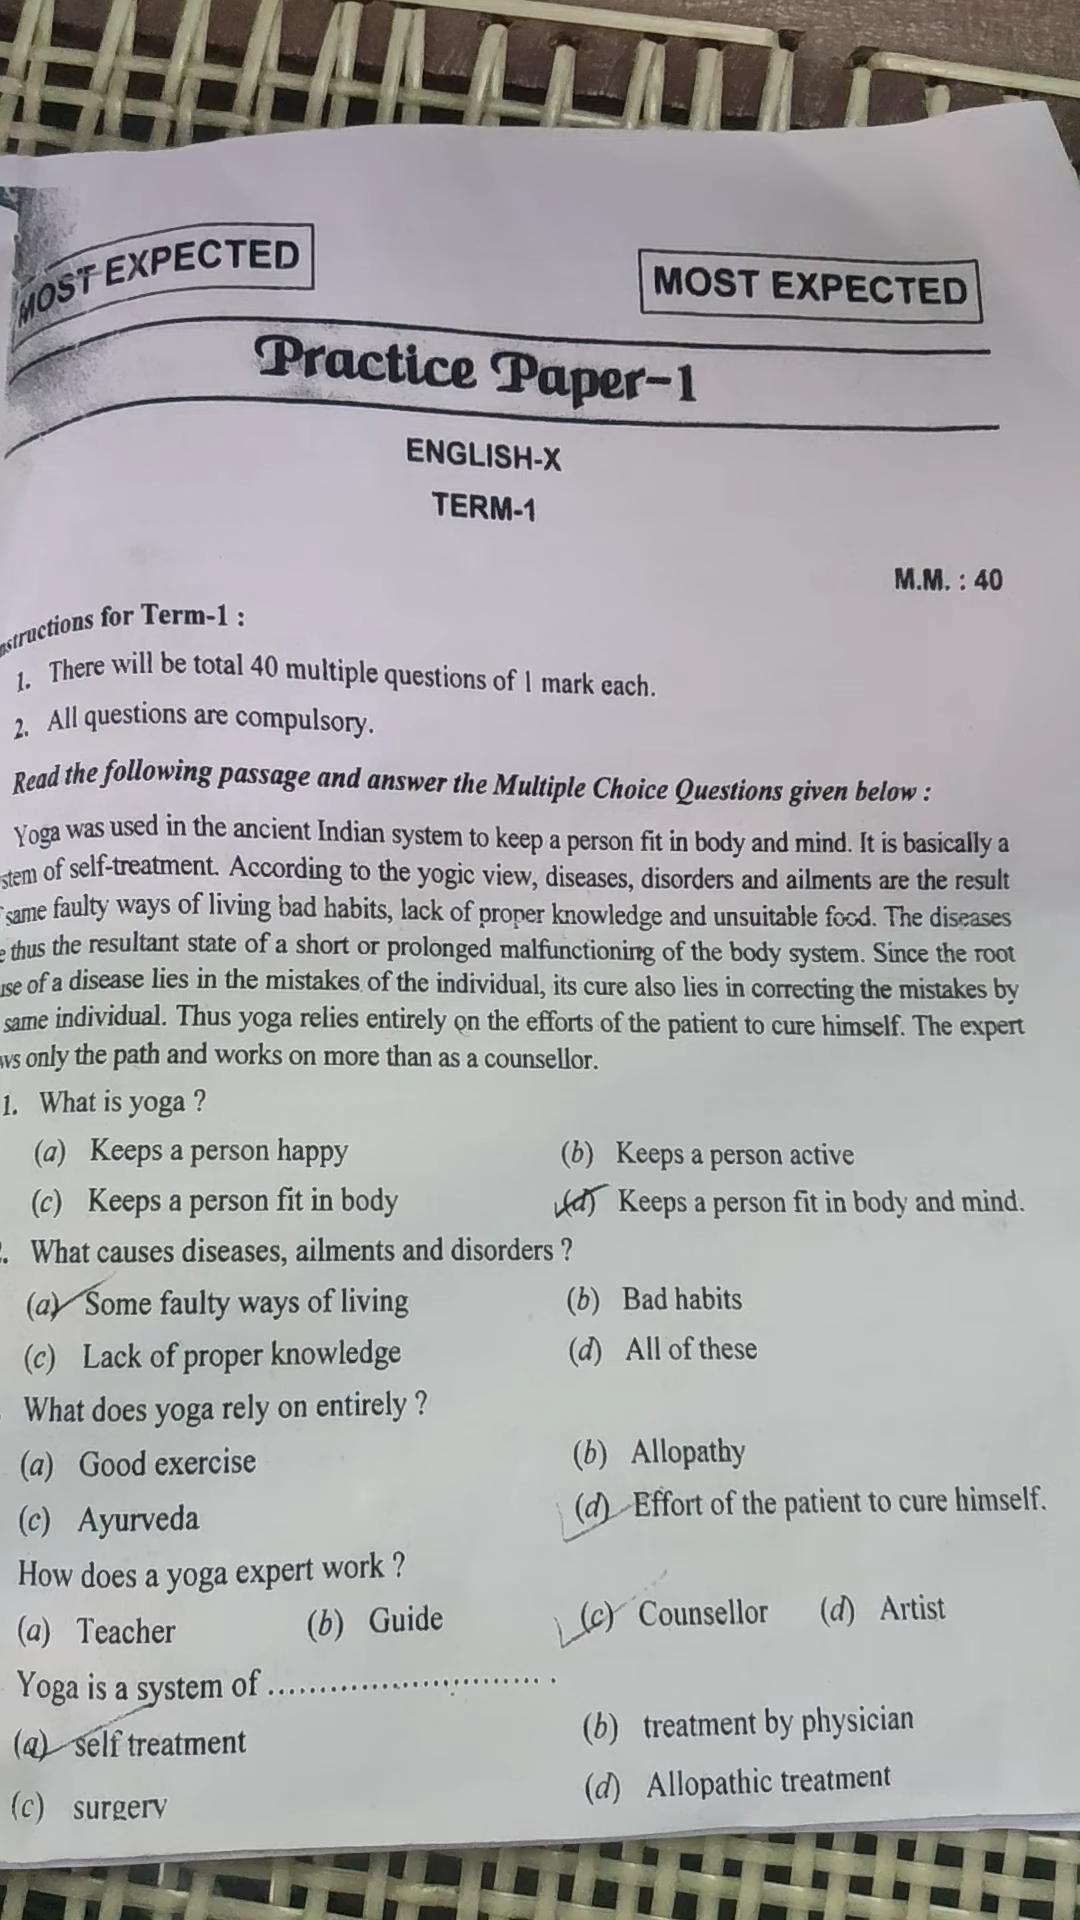 MOST EXPECTED
MOST EXPECTED
Practice Paper-1
ENGLISH-X
TERM-1
M.M. : 40
nstructions for Term-1 :
1. There will be total 40 multiple questions of 1 mark each.
2. All questions are compulsory.
Read the following passage and answer the Multiple Choice Questions given below :
Yoga was used in the ancient Indian system to keep a person fit in body and mind. It is basically a
stem of self-treatment. According to the yogic view, diseases, disorders and ailments are the result
same faulty ways of living bad habits, lack of proper knowledge and unsuitable food. The diseases
e thus the resultant state of a short or prolonged malfunctioning of the body system. Since the root
use of a disease lies in the mistakes of the individual, its cure also lies in correcting the mistakes by
same individual. Thus yoga relies entirely on the efforts of the patient to cure himself. The expert
ws only the path and works on more than as a counsellor.
1. What is yoga ?
(a) Keeps a person happy (b) Keeps a person active
(c) Keeps a person fit in body (d) Keeps a person fit in body and mind.
. What causes diseases, ailments and disorders ?
(a) Some faulty ways of living (b) Bad habits
(c) Lack of proper knowledge (d) All of these
What does yoga rely on entirely ?
(a) Good exercise (b) Allopathy
(c) Ayurveda (d) Effort of the patient to cure himself.
How does a yoga expert work ?
(a) Teacher (b) Guide (c) Counsellor (d) Artist
Yoga is a system of ............................
(a) self treatment (b) treatment by physician
(c) surgery (d) Allopathic treatment